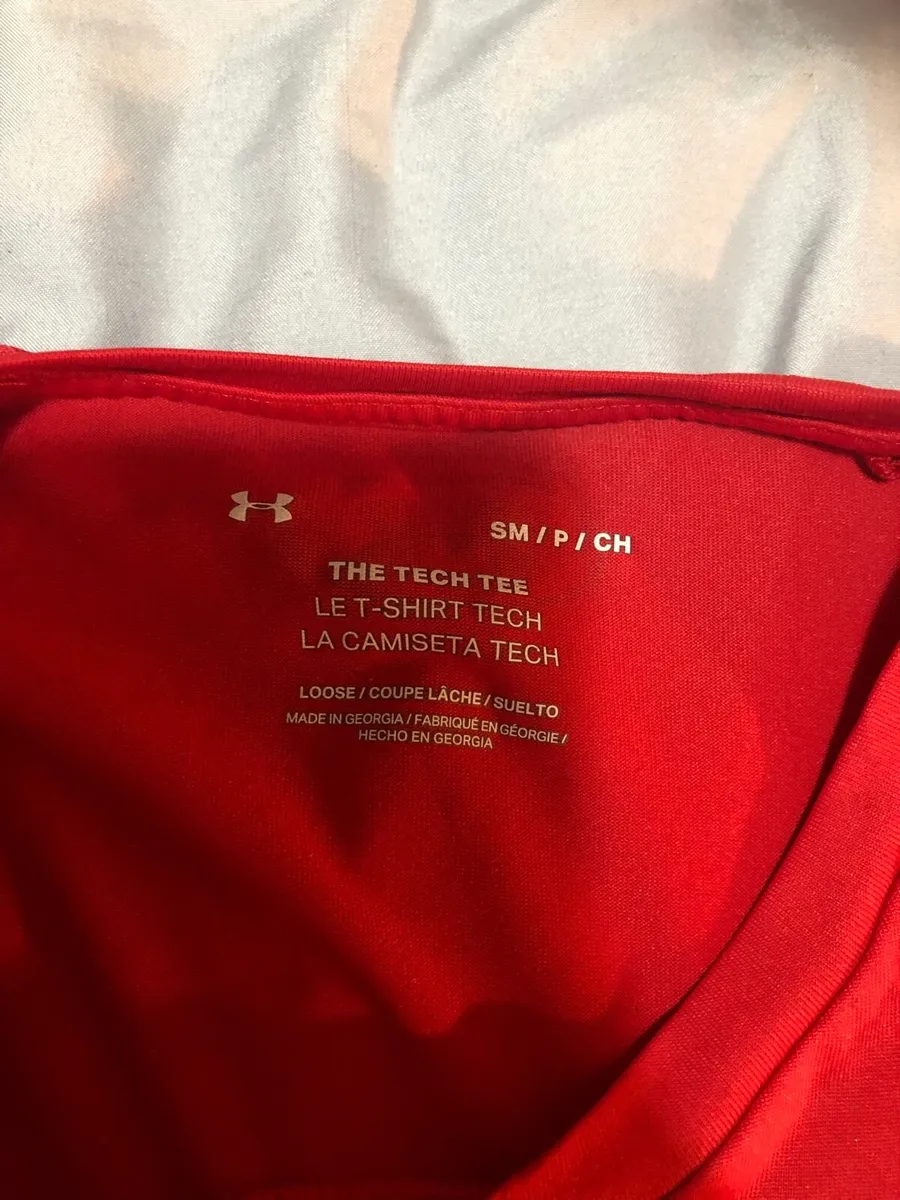 SM / P / CH
THE TECH TEE
LE T-SHIRT TECH
LA CAMISETA TECH
LOOSE / COUPE LÂCHE / SUELTO
MADE IN GEORGIA / FABRIQUÉ EN GÉORGIE /
HECHO EN GEORGIA